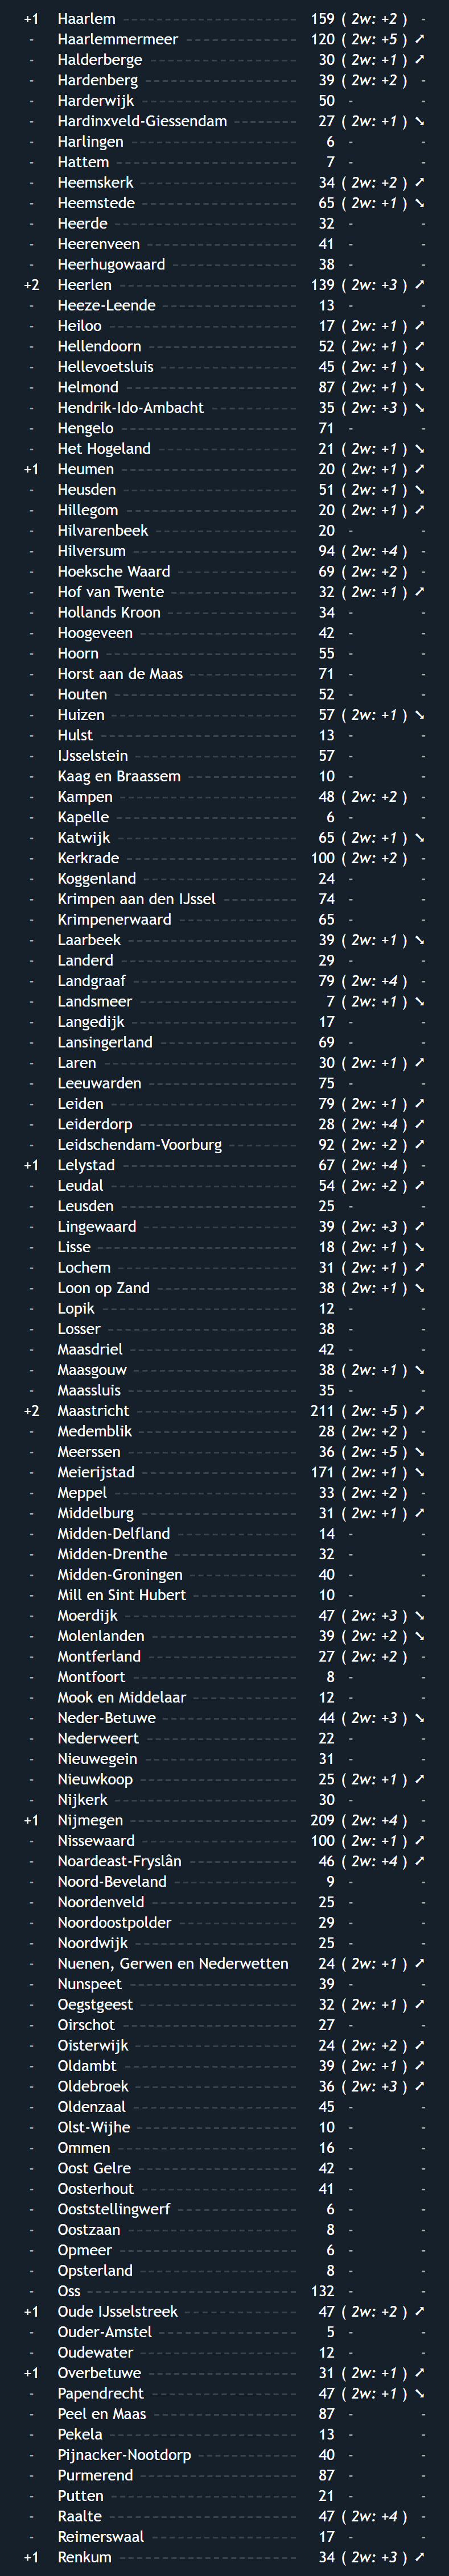 +1 Haarlem 159 ( 2w: +2 ) -
- Haarlemmermeer 120 ( 2w: +5 ) ➚
- Halderberge 30 ( 2w: +1 ) ➚
- Hardenberg 39 ( 2w: +2 ) -
- Harderwijk 50 - -
- Hardinxveld-Giessendam 27 ( 2w: +1 ) ➘
- Harlingen 6 - -
- Hattem 7 - -
- Heemskerk 34 ( 2w: +2 ) ➚
- Heemstede 65 ( 2w: +1 ) ➘
- Heerde 32 - -
- Heerenveen 41 - -
- Heerhugowaard 38 - -
+2 Heerlen 139 ( 2w: +3 ) ➚
- Heeze-Leende 13 - -
- Heiloo 17 ( 2w: +1 ) ➚
- Hellendoorn 52 ( 2w: +1 ) ➚
- Hellevoetsluis 45 ( 2w: +1 ) ➘
- Helmond 87 ( 2w: +1 ) ➘
- Hendrik-Ido-Ambacht 35 ( 2w: +3 ) ➘
- Hengelo 71 - -
- Het Hogeland 21 ( 2w: +1 ) ➘
+1 Heumen 20 ( 2w: +1 ) ➚
- Heusden 51 ( 2w: +1 ) ➘
- Hillegom 20 ( 2w: +1 ) ➚
- Hilvarenbeek 20 - -
- Hilversum 94 ( 2w: +4 ) -
- Hoeksche Waard 69 ( 2w: +2 ) -
- Hof van Twente 32 ( 2w: +1 ) ➚
- Hollands Kroon 34 - -
- Hoogeveen 42 - -
- Hoorn 55 - -
- Horst aan de Maas 71 - -
- Houten 52 - -
- Huizen 57 ( 2w: +1 ) ➘
- Hulst 13 - -
- IJsselstein 57 - -
- Kaag en Braassem 10 - -
- Kampen 48 ( 2w: +2 ) -
- Kapelle 6 - -
- Katwijk 65 ( 2w: +1 ) ➘
- Kerkrade 100 ( 2w: +2 ) -
- Koggenland 24 - -
- Krimpen aan den IJssel 74 - -
- Krimpenerwaard 65 - -
- Laarbeek 39 ( 2w: +1 ) ➘
- Landerd 29 - -
- Landgraaf 79 ( 2w: +4 ) -
- Landsmeer 7 ( 2w: +1 ) ➘
- Langedijk 17 - -
- Lansingerland 69 - -
- Laren 30 ( 2w: +1 ) ➚
- Leeuwarden 75 - -
- Leiden 79 ( 2w: +1 ) ➚
- Leiderdorp 28 ( 2w: +4 ) ➚
- Leidschendam-Voorburg 92 ( 2w: +2 ) ➚
+1 Lelystad 67 ( 2w: +4 ) -
- Leudal 54 ( 2w: +2 ) ➚
- Leusden 25 - -
- Lingewaard 39 ( 2w: +3 ) ➚
- Lisse 18 ( 2w: +1 ) ➘
- Lochem 31 ( 2w: +1 ) ➚
- Loon op Zand 38 ( 2w: +1 ) ➘
- Lopik 12 - -
- Losser 38 - -
- Maasdriel 42 - -
- Maasgouw 38 ( 2w: +1 ) ➘
- Maassluis 35 - -
+2 Maastricht 211 ( 2w: +5 ) ➚
- Medemblik 28 ( 2w: +2 ) -
- Meerssen 36 ( 2w: +5 ) ➘
- Meierijstad 171 ( 2w: +1 ) ➘
- Meppel 33 ( 2w: +2 ) -
- Middelburg 31 ( 2w: +1 ) ➚
- Midden-Delfland 14 - -
- Midden-Drenthe 32 - -
- Midden-Groningen 40 - -
- Mill en Sint Hubert 10 - -
- Moerdijk 47 ( 2w: +3 ) ➘
- Molenlanden 39 ( 2w: +2 ) ➘
- Montferland 27 ( 2w: +2 ) -
- Montfoort 8 - -
- Mook en Middelaar 12 - -
- Neder-Betuwe 44 ( 2w: +3 ) ➘
- Nederweert 22 - -
- Nieuwegein 31 - -
- Nieuwkoop 25 ( 2w: +1 ) ➚
- Nijkerk 30 - -
+1 Nijmegen 209 ( 2w: +4 ) -
- Nissewaard 100 ( 2w: +1 ) ➚
- Noardeast-Fryslân 46 ( 2w: +4 ) ➚
- Noord-Beveland 9 - -
- Noordenveld 25 - -
- Noordoostpolder 29 - -
- Noordwijk 25 - -
- Nuenen, Gerwen en Nederwetten 24 ( 2w: +1 ) ➚
- Nunspeet 39 - -
- Oegstgeest 32 ( 2w: +1 ) ➚
- Oirschot 27 - -
- Oisterwijk 24 ( 2w: +2 ) ➚
- Oldambt 39 ( 2w: +1 ) ➚
- Oldebroek 36 ( 2w: +3 ) ➚
- Oldenzaal 45 - -
- Olst-Wijhe 10 - -
- Ommen 16 - -
- Oost Gelre 42 - -
- Oosterhout 41 - -
- Ooststellingwerf 6 - -
- Oostzaan 8 - -
- Opmeer 6 - -
- Opsterland 8 - -
- Oss 132 - -
+1 Oude IJsselstreek 47 ( 2w: +2 ) ➚
- Ouder-Amstel 5 - -
- Oudewater 12 - -
+1 Overbetuwe 31 ( 2w: +1 ) ➚
- Papendrecht 47 ( 2w: +1 ) ➘
- Peel en Maas 87 - -
- Pekela 13 - -
- Pijnacker-Nootdorp 40 - -
- Purmerend 87 - -
- Putten 21 - -
- Raalte 47 ( 2w: +4 ) -
- Reimerswaal 17 - -
+1 Renkum 34 ( 2w: +3 ) ➚